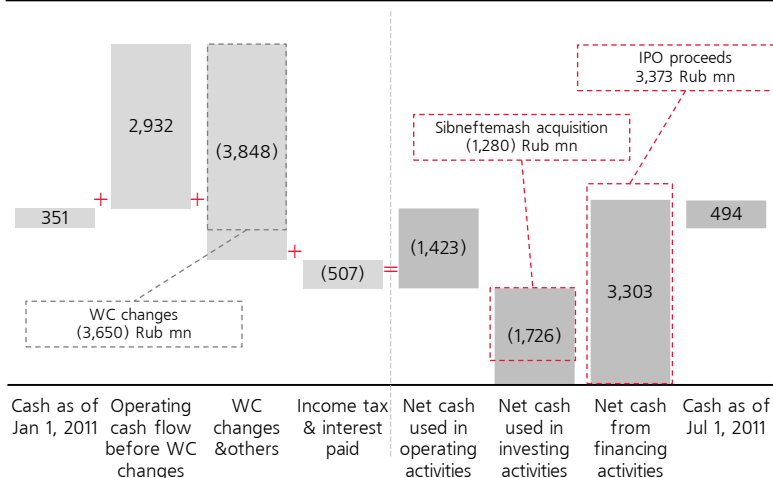 IPO proceeds
3,373 Rub mn
Sibneftemash acquisition
(1,280) Rub mn
2,932
(3,848)
351
+
+
+
(507)
=
(1,423)
(1,726)
3,303
494
WC changes
(3,650) Rub mn
Cash as of
Jan 1, 2011
Operating
cash flow
before WC
changes
WC
changes
&others
Income tax
& interest
paid
Net cash
used in
operating
activities
Net cash
used in
investing
activities
Net cash
from
financing
activities
Cash as of
Jul 1, 2011